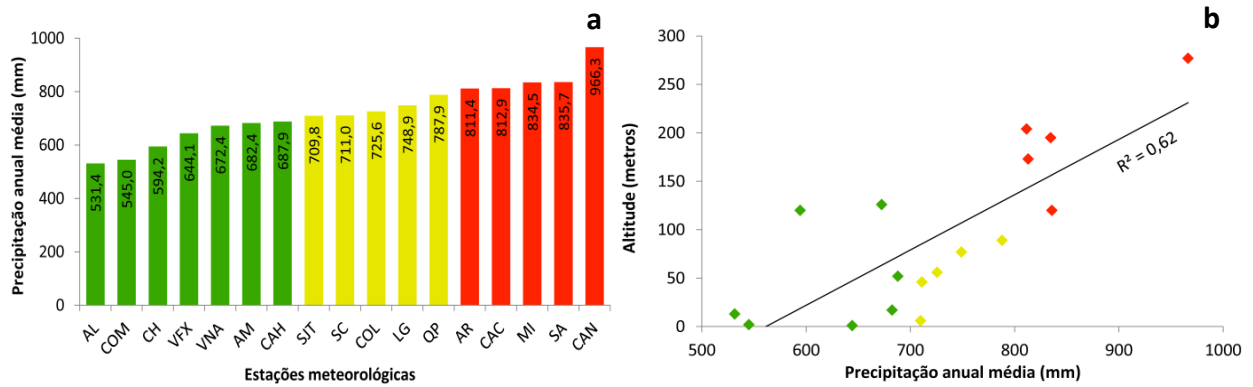 a
Precipitação anual média (mm)
1000
800
600
400
200
0
531,4
545,0
594,2
644,1
672,4
682,4
687,9
709,8
711,0
725,6
748,9
787,9
811,4
812,9
834,5
835,7
966,3
AL
COM
CH
VFX
VNA
AM
CAH
SJT
SC
COL
LG
QP
AR
CAC
MI
SA
CAN
Estações meteorológicas
b
Altitude (metros)
300
250
200
150
100
50
0
R² = 0,62
500
600
700
800
900
1000
Precipitação anual média (mm)